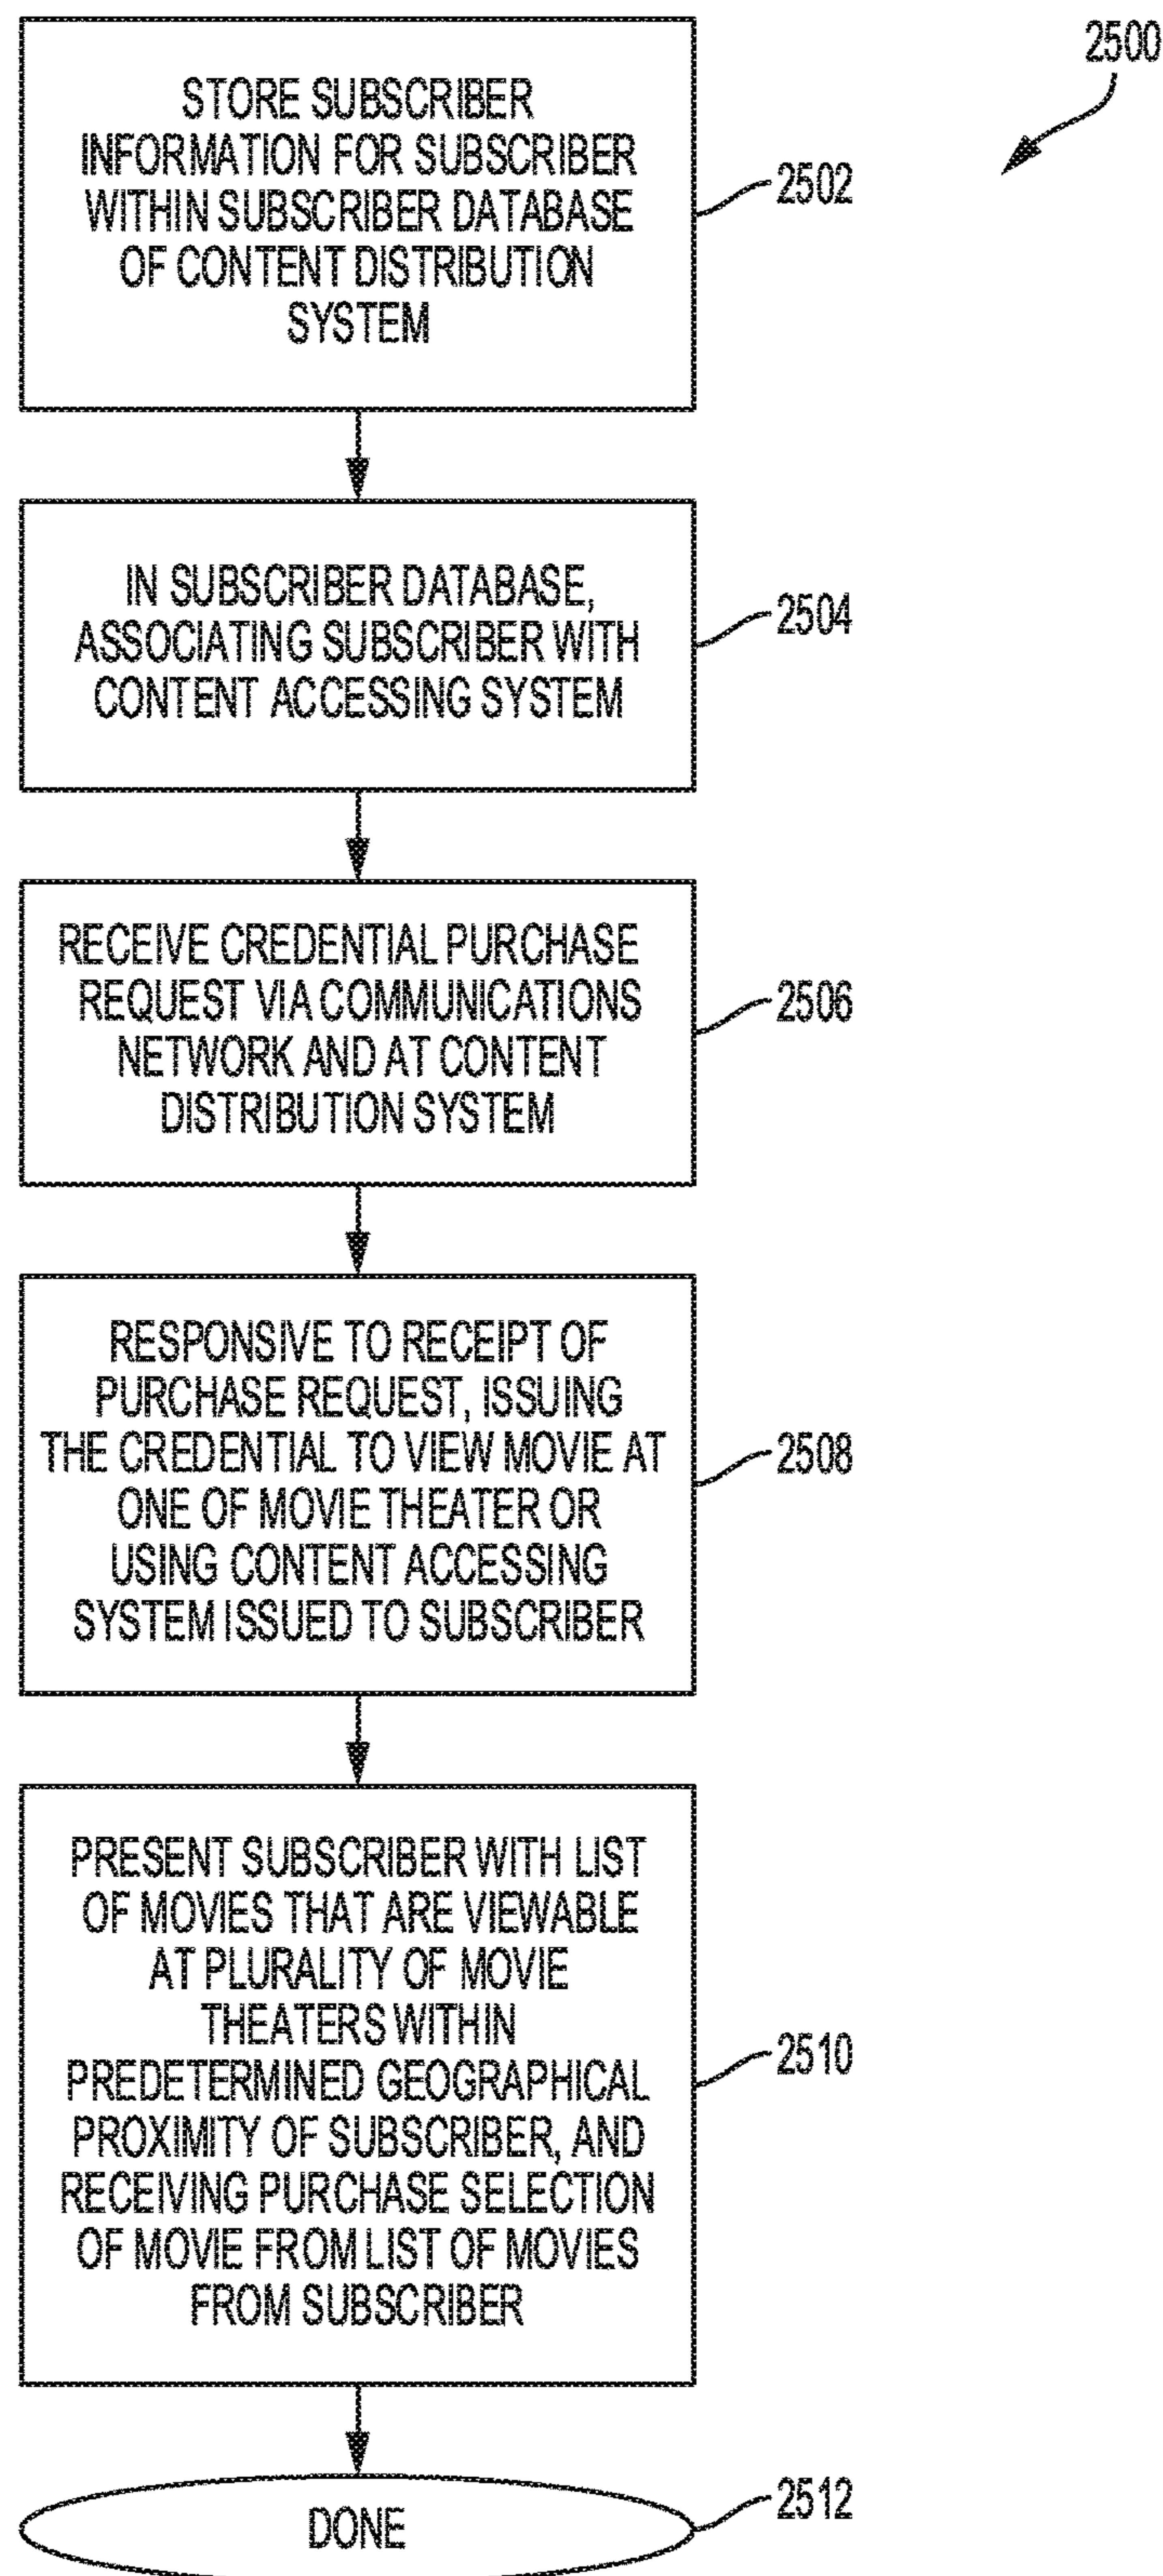 2500
STORE SUBSCRIBER
INFORMATION FOR SUBSCRIBER
WITHIN SUBSCRIBER DATABASE
OF CONTENT DISTRIBUTION
SYSTEM
2502
IN SUBSCRIBER DATABASE,
ASSOCIATING SUBSCRIBER WITH
CONTENT ACCESSING SYSTEM
2504
RECEIVE CREDENTIAL PURCHASE
REQUEST VIA COMMUNICATIONS
NETWORK AND AT CONTENT
DISTRIBUTION SYSTEM
2506
RESPONSIVE TO RECEIPT OF
PURCHASE REQUEST, ISSUING
THE CREDENTIAL TO VIEW MOVIE AT
ONE OF MOVIE THEATER OR
USING CONTENT ACCESSING
SYSTEM ISSUED TO SUBSCRIBER
2508
PRESENT SUBSCRIBER WITH LIST
OF MOVIES THAT ARE VIEWABLE
AT PLURALITY OF MOVIE
THEATERS WITHIN
PREDETERMINED GEOGRAPHICAL
PROXIMITY OF SUBSCRIBER, AND
RECEIVING PURCHASE SELECTION
OF MOVIE FROM LIST OF MOVIES
FROM SUBSCRIBER
2510
DONE
2512